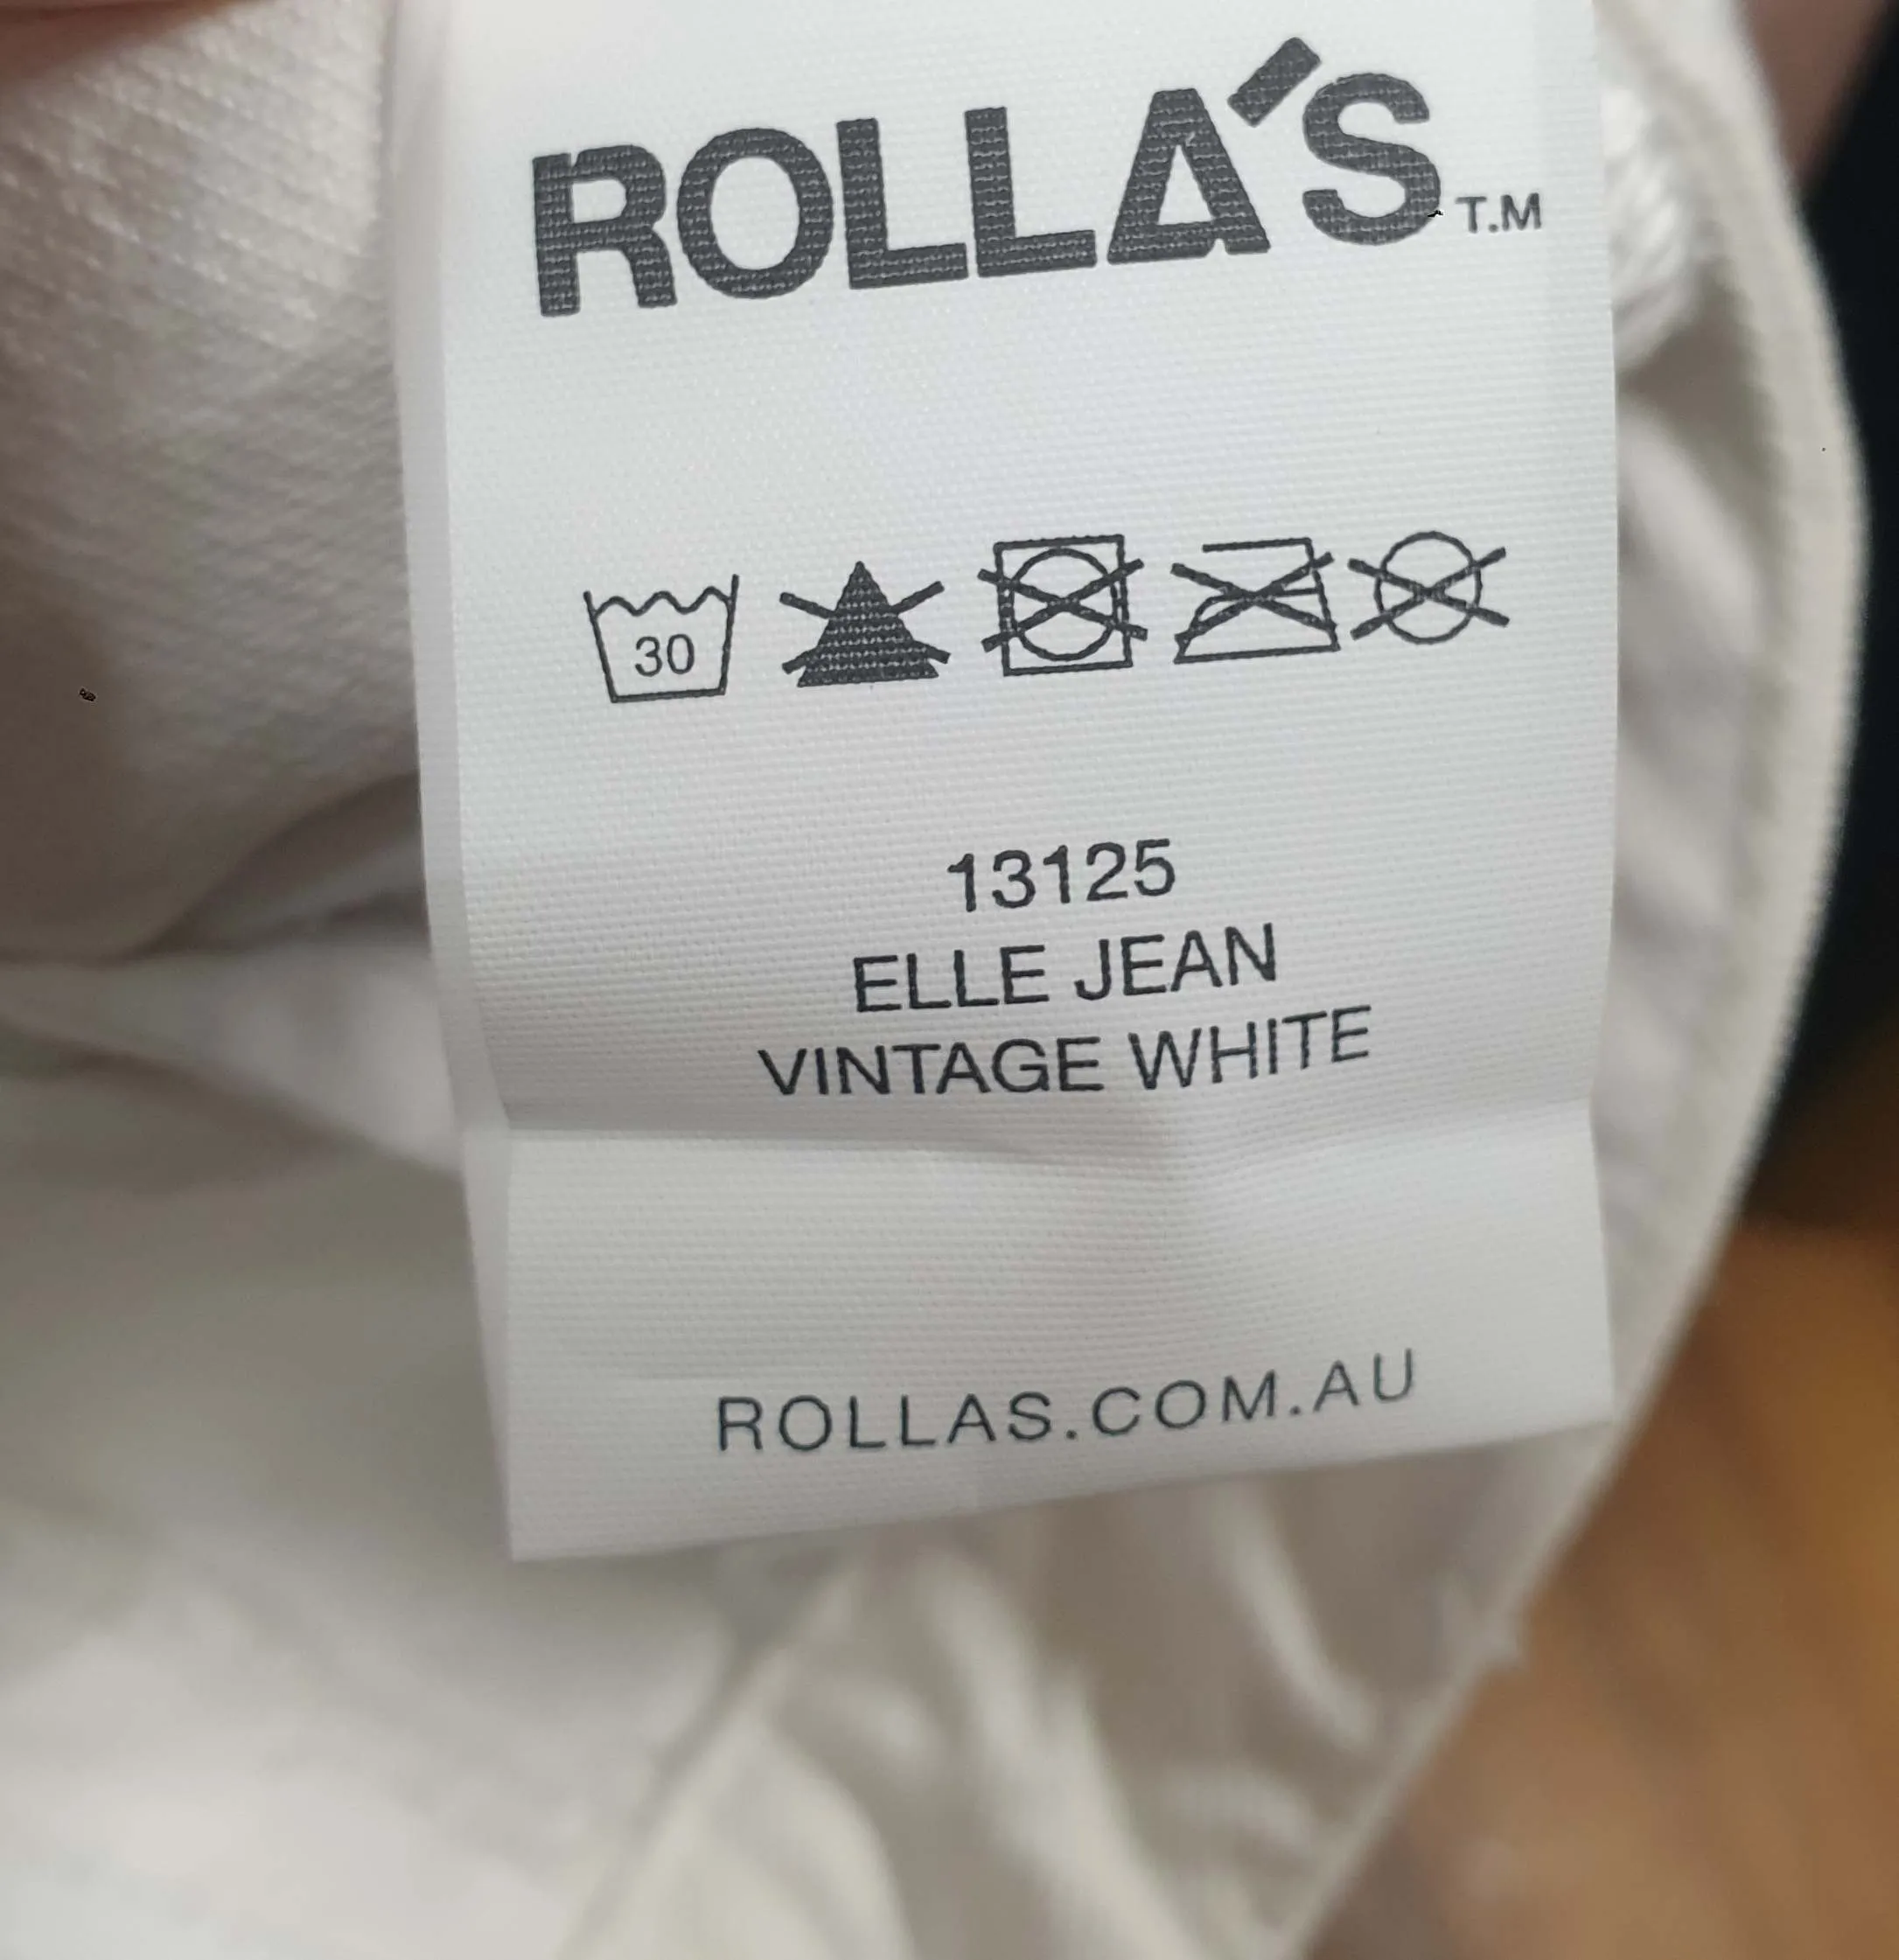 ROLLA'S T.M
30
13125
ELLE JEAN
VINTAGE WHITE
ROLLAS.COM.AU